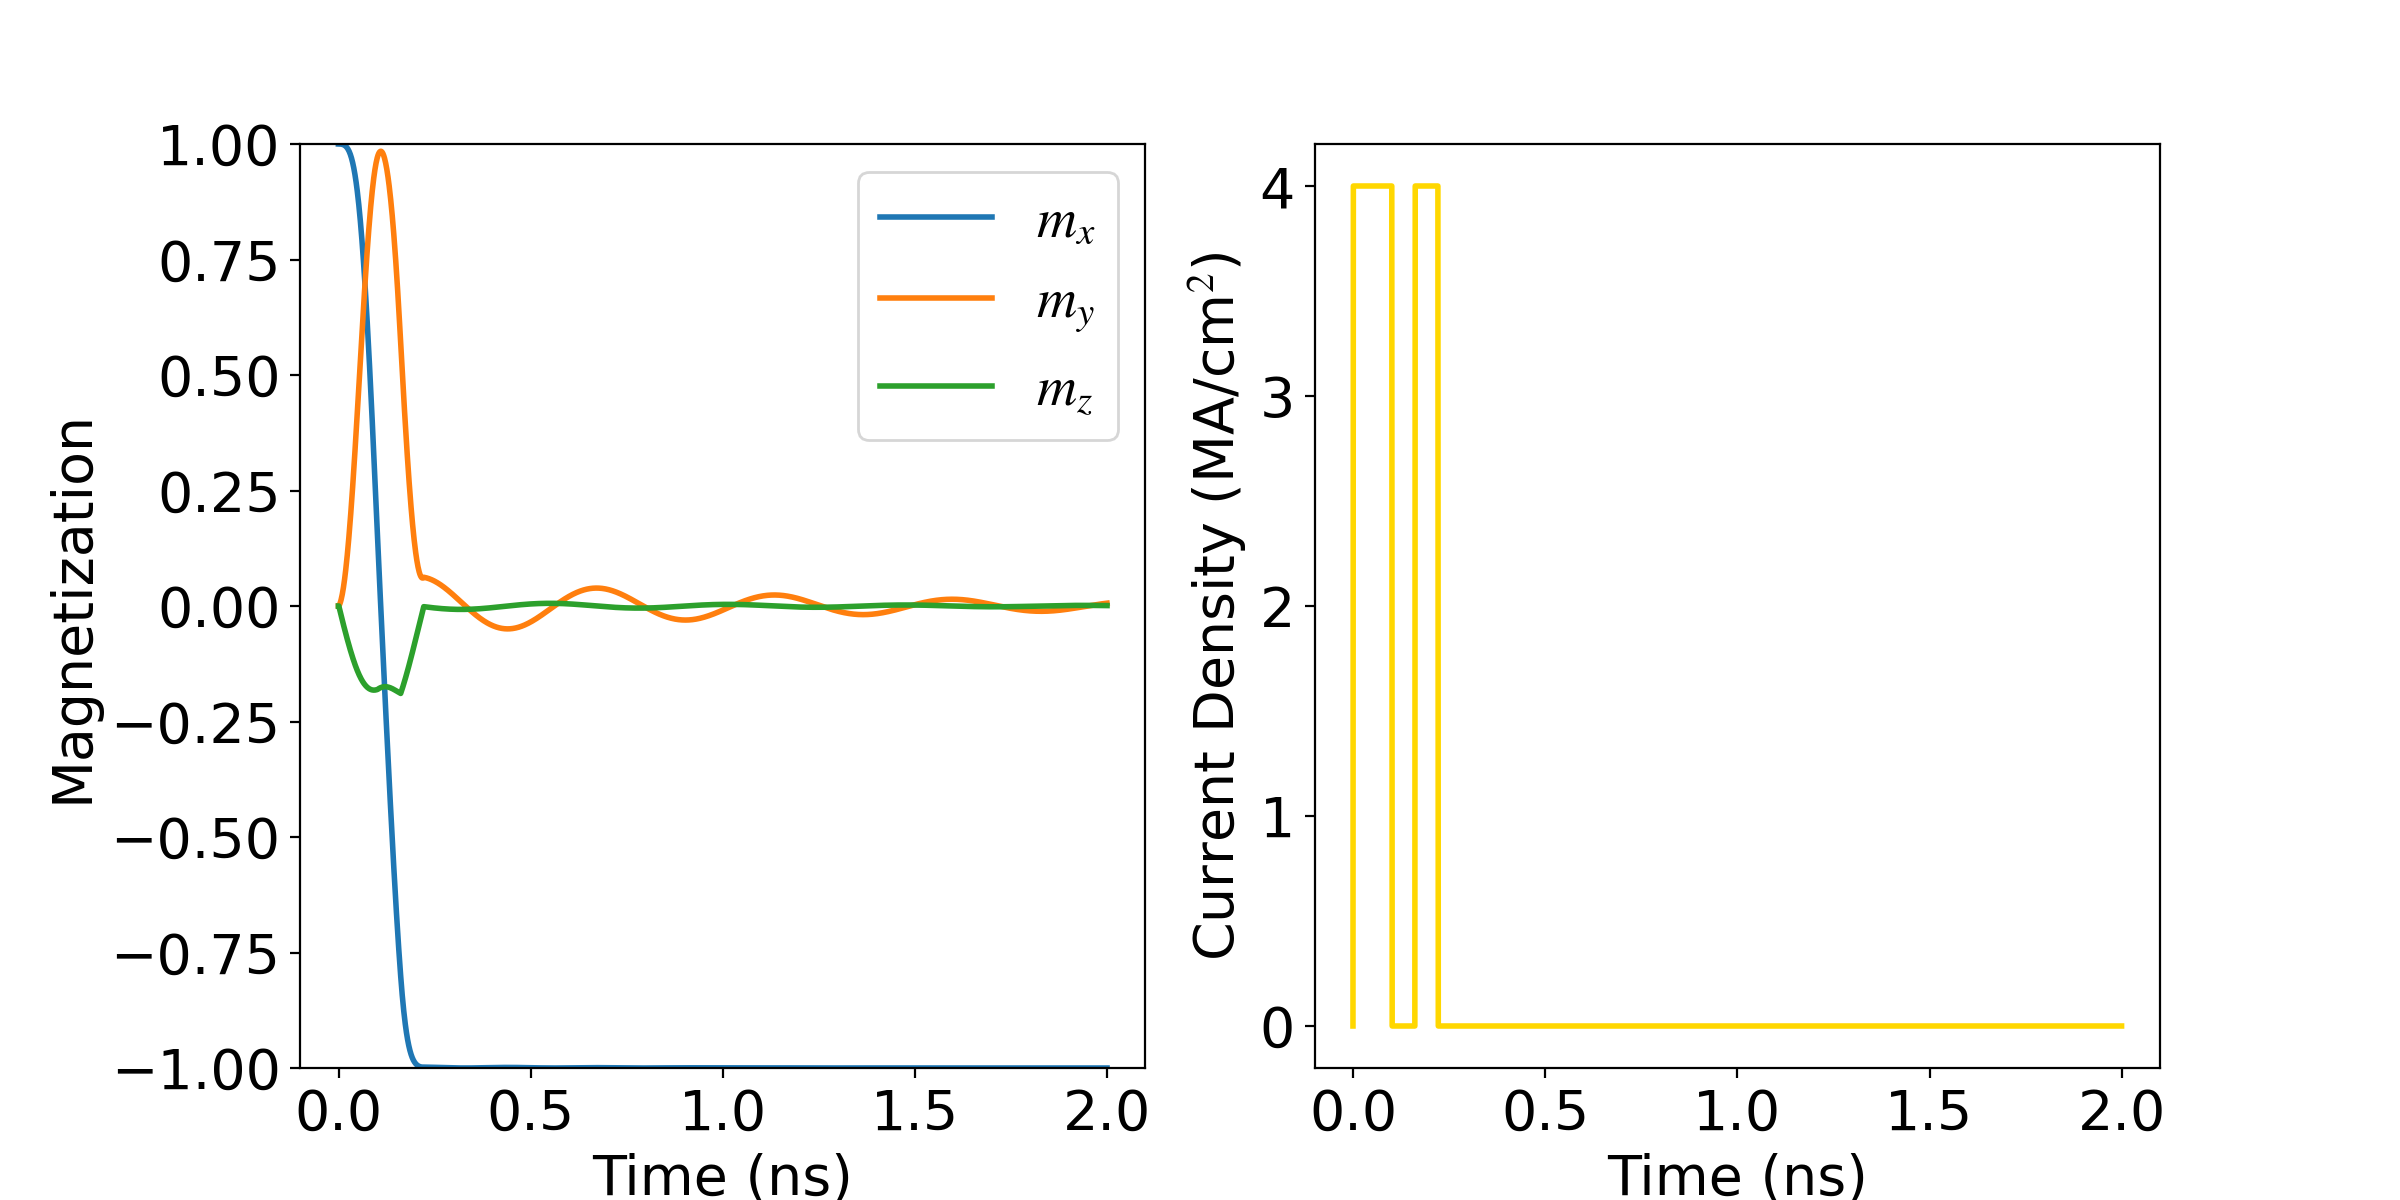 1.00
0.75
0.50
0.25
0.00
−0.25
−0.50
−0.75
−1.00
0.0 0.5 1.0 1.5 2.0
Time (ns)
Magnetization
m_x
m_y
m_z
4
3
2
1
0
0.0 0.5 1.0 1.5 2.0
Time (ns)
Current Density (MA/cm²)